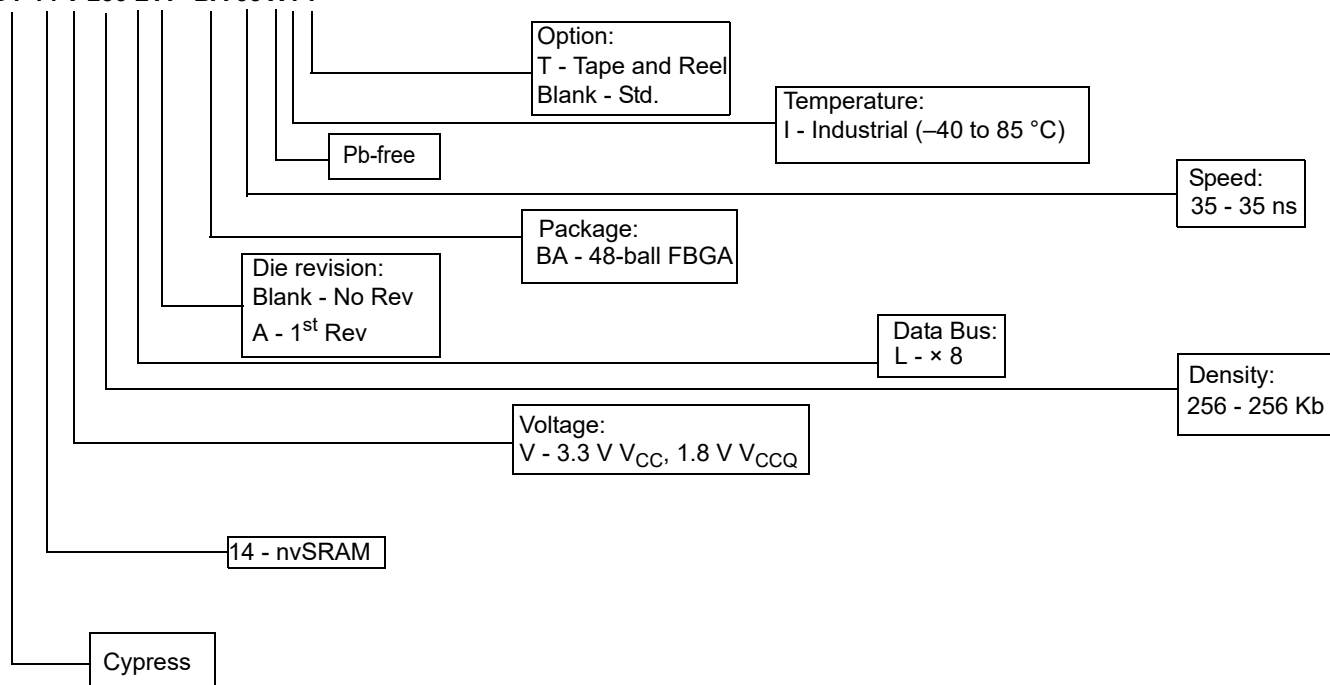 Option:
T - Tape and Reel
Blank - Std.
Temperature:
I - Industrial (–40 to 85 °C)
Pb-free
Speed:
35 - 35 ns
Package:
BA - 48-ball FBGA
Die revision:
Blank - No Rev
A - 1st Rev
Data Bus:
L - × 8
Density:
256 - 256 Kb
Voltage:
V - 3.3 V VCC, 1.8 V VCCQ
14 - nvSRAM
Cypress